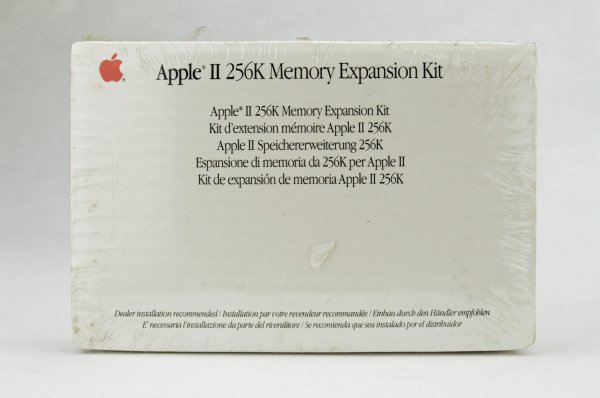 Apple® II 256K Memory Expansion Kit
Apple® II 256K Memory Expansion Kit
Kit d'extension mémoire Apple II 256K
Apple II Speichererweiterung 256K
Espansione di memoria da 256K per Apple II
Kit de expansión de memoria Apple II 256K
Dealer installation recommended / Installation par votre revendeur recommandée / Einbau durch den Händler empfohlen
E' necessaria l'installazione da parte del rivenditore / Se recomienda que sea instalado por el distribuidor